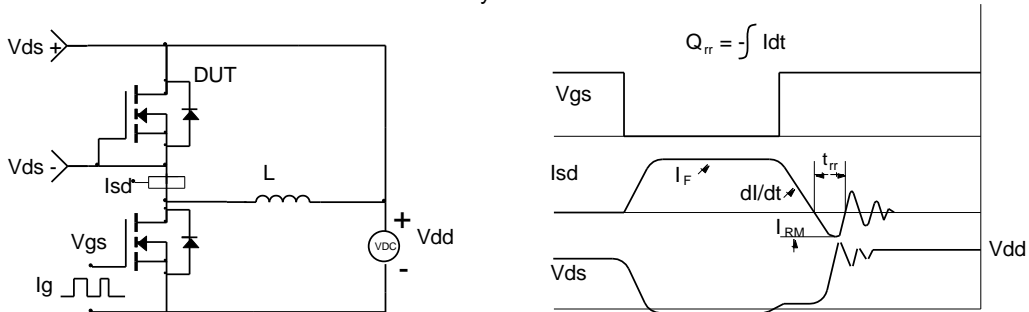 Vds +
DUT
Vds -
Isd
L
Vgs
Ig
+
VDC
-
Vdd
Qrr = -∫ Idt
Vgs
Isd
IF
dI/dt
trr
IRM
Vds
Vdd